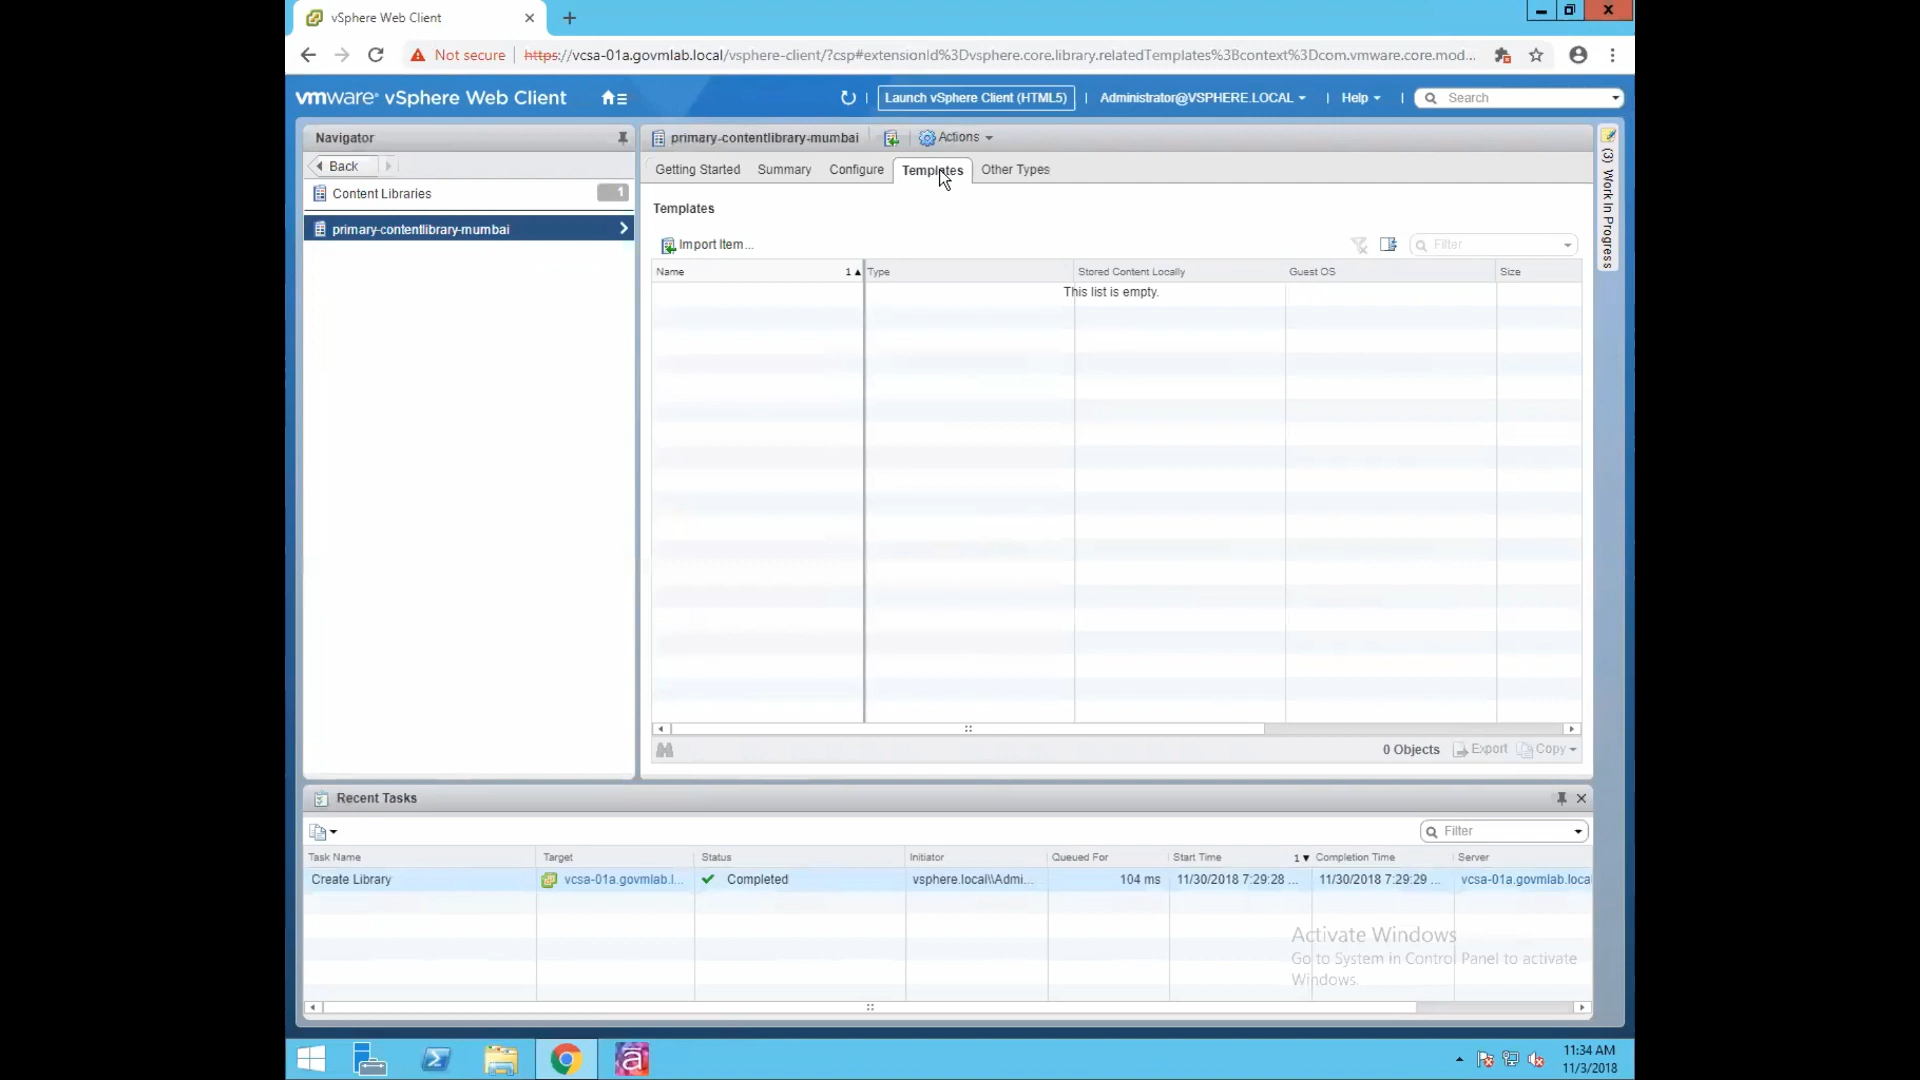 vSphere Web Client
Not secure
https://vcsa-01a.govmlab.local/vsphere-client/?csp#extensionId%3Dvsphere.core.library.relatedTemplates%3Bcontext%3Dcom.vmware.core.mod...
vmware® vSphere Web Client
Launch vSphere Client (HTML5)
Administrator@VSPHERE.LOCAL
Help
Search
Navigator
Back
Content Libraries 1
primary-contentlibrary-mumbai
primary-contentlibrary-mumbai
Actions
Getting Started Summary Configure Templates Other Types
Templates
Import Item...
Filter
Name 1 Type Stored Content Locally Guest OS Size
This list is empty.
0 Objects Export Copy
(3) Work In Progress
Recent Tasks
Filter
Task Name Target Status Initiator Queued For Start Time 1 Completion Time Server
Create Library vcsa-01a.govmlab.l... Completed vsphere.local\\Admi... 104 ms 11/30/2018 7:29:28 ... 11/30/2018 7:29:29 ... vcsa-01a.govmlab.loca
Activate Windows
Go to System in Control Panel to activate
Windows.
11:34 AM
11/3/2018